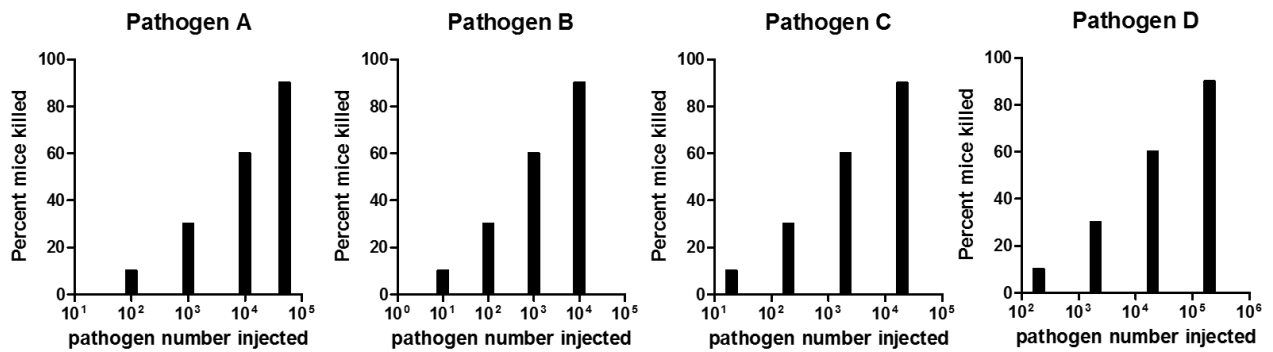 Pathogen A
Percent mice killed
100
80
60
40
20
0
10¹ 10² 10³ 10⁴ 10⁵
pathogen number injected
Pathogen B
Percent mice killed
100
80
60
40
20
0
10⁰ 10¹ 10² 10³ 10⁴ 10⁵
pathogen number injected
Pathogen C
Percent mice killed
100
80
60
40
20
0
10¹ 10² 10³ 10⁴ 10⁵
pathogen number injected
Pathogen D
Percent mice killed
100
80
60
40
20
0
10² 10³ 10⁴ 10⁵ 10⁶
pathogen number injected